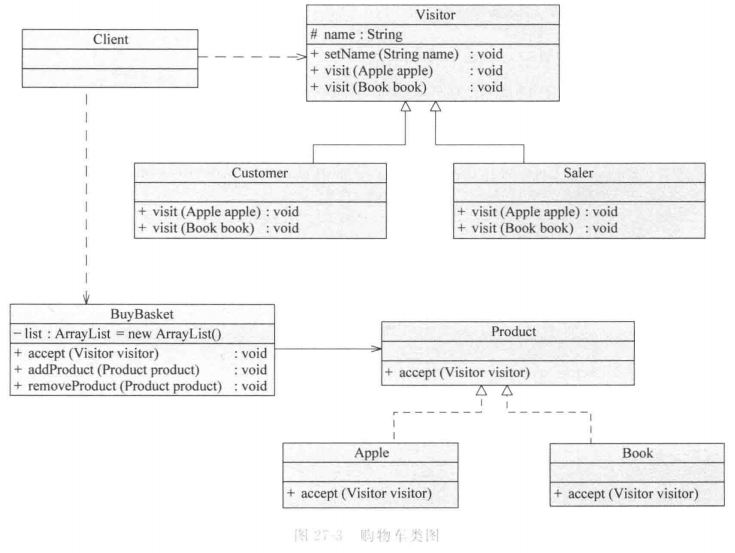 Client
Visitor
# name : String
+ setName (String name) : void
+ visit (Apple apple) : void
+ visit (Book book) : void
Customer
+ visit (Apple apple) : void
+ visit (Book book) : void
Saler
+ visit (Apple apple) : void
+ visit (Book book) : void
BuyBasket
– list : ArrayList = new ArrayList()
+ accept (Visitor visitor) : void
+ addProduct (Product product) : void
+ removeProduct (Product product) : void
Product
+ accept (Visitor visitor)
Apple
+ accept (Visitor visitor)
Book
+ accept (Visitor visitor)
图 27-3 购物车类图